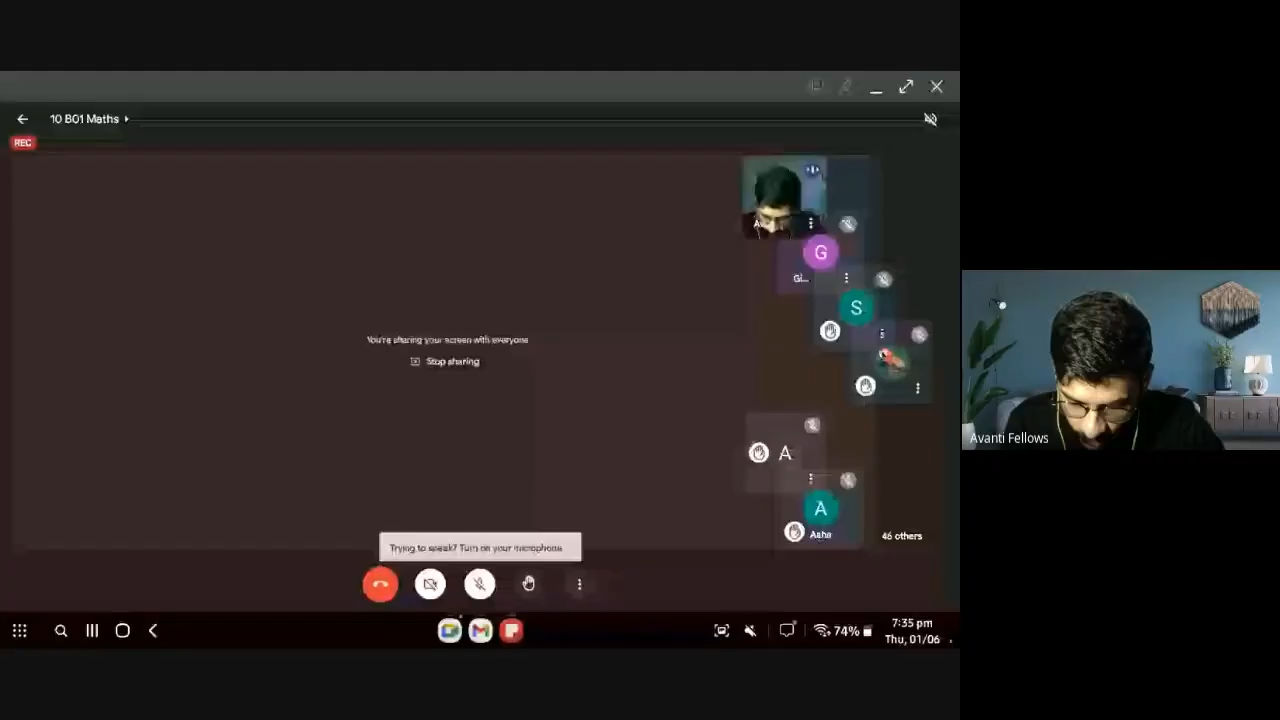 10 B01 Maths
REC
G
Gi...
S
You're sharing your screen with everyone
Stop sharing
A
A
Asha
46 others
Trying to speak? Turn on your microphone
74%
7:35 pm
Thu, 01/06
Avanti Fellows